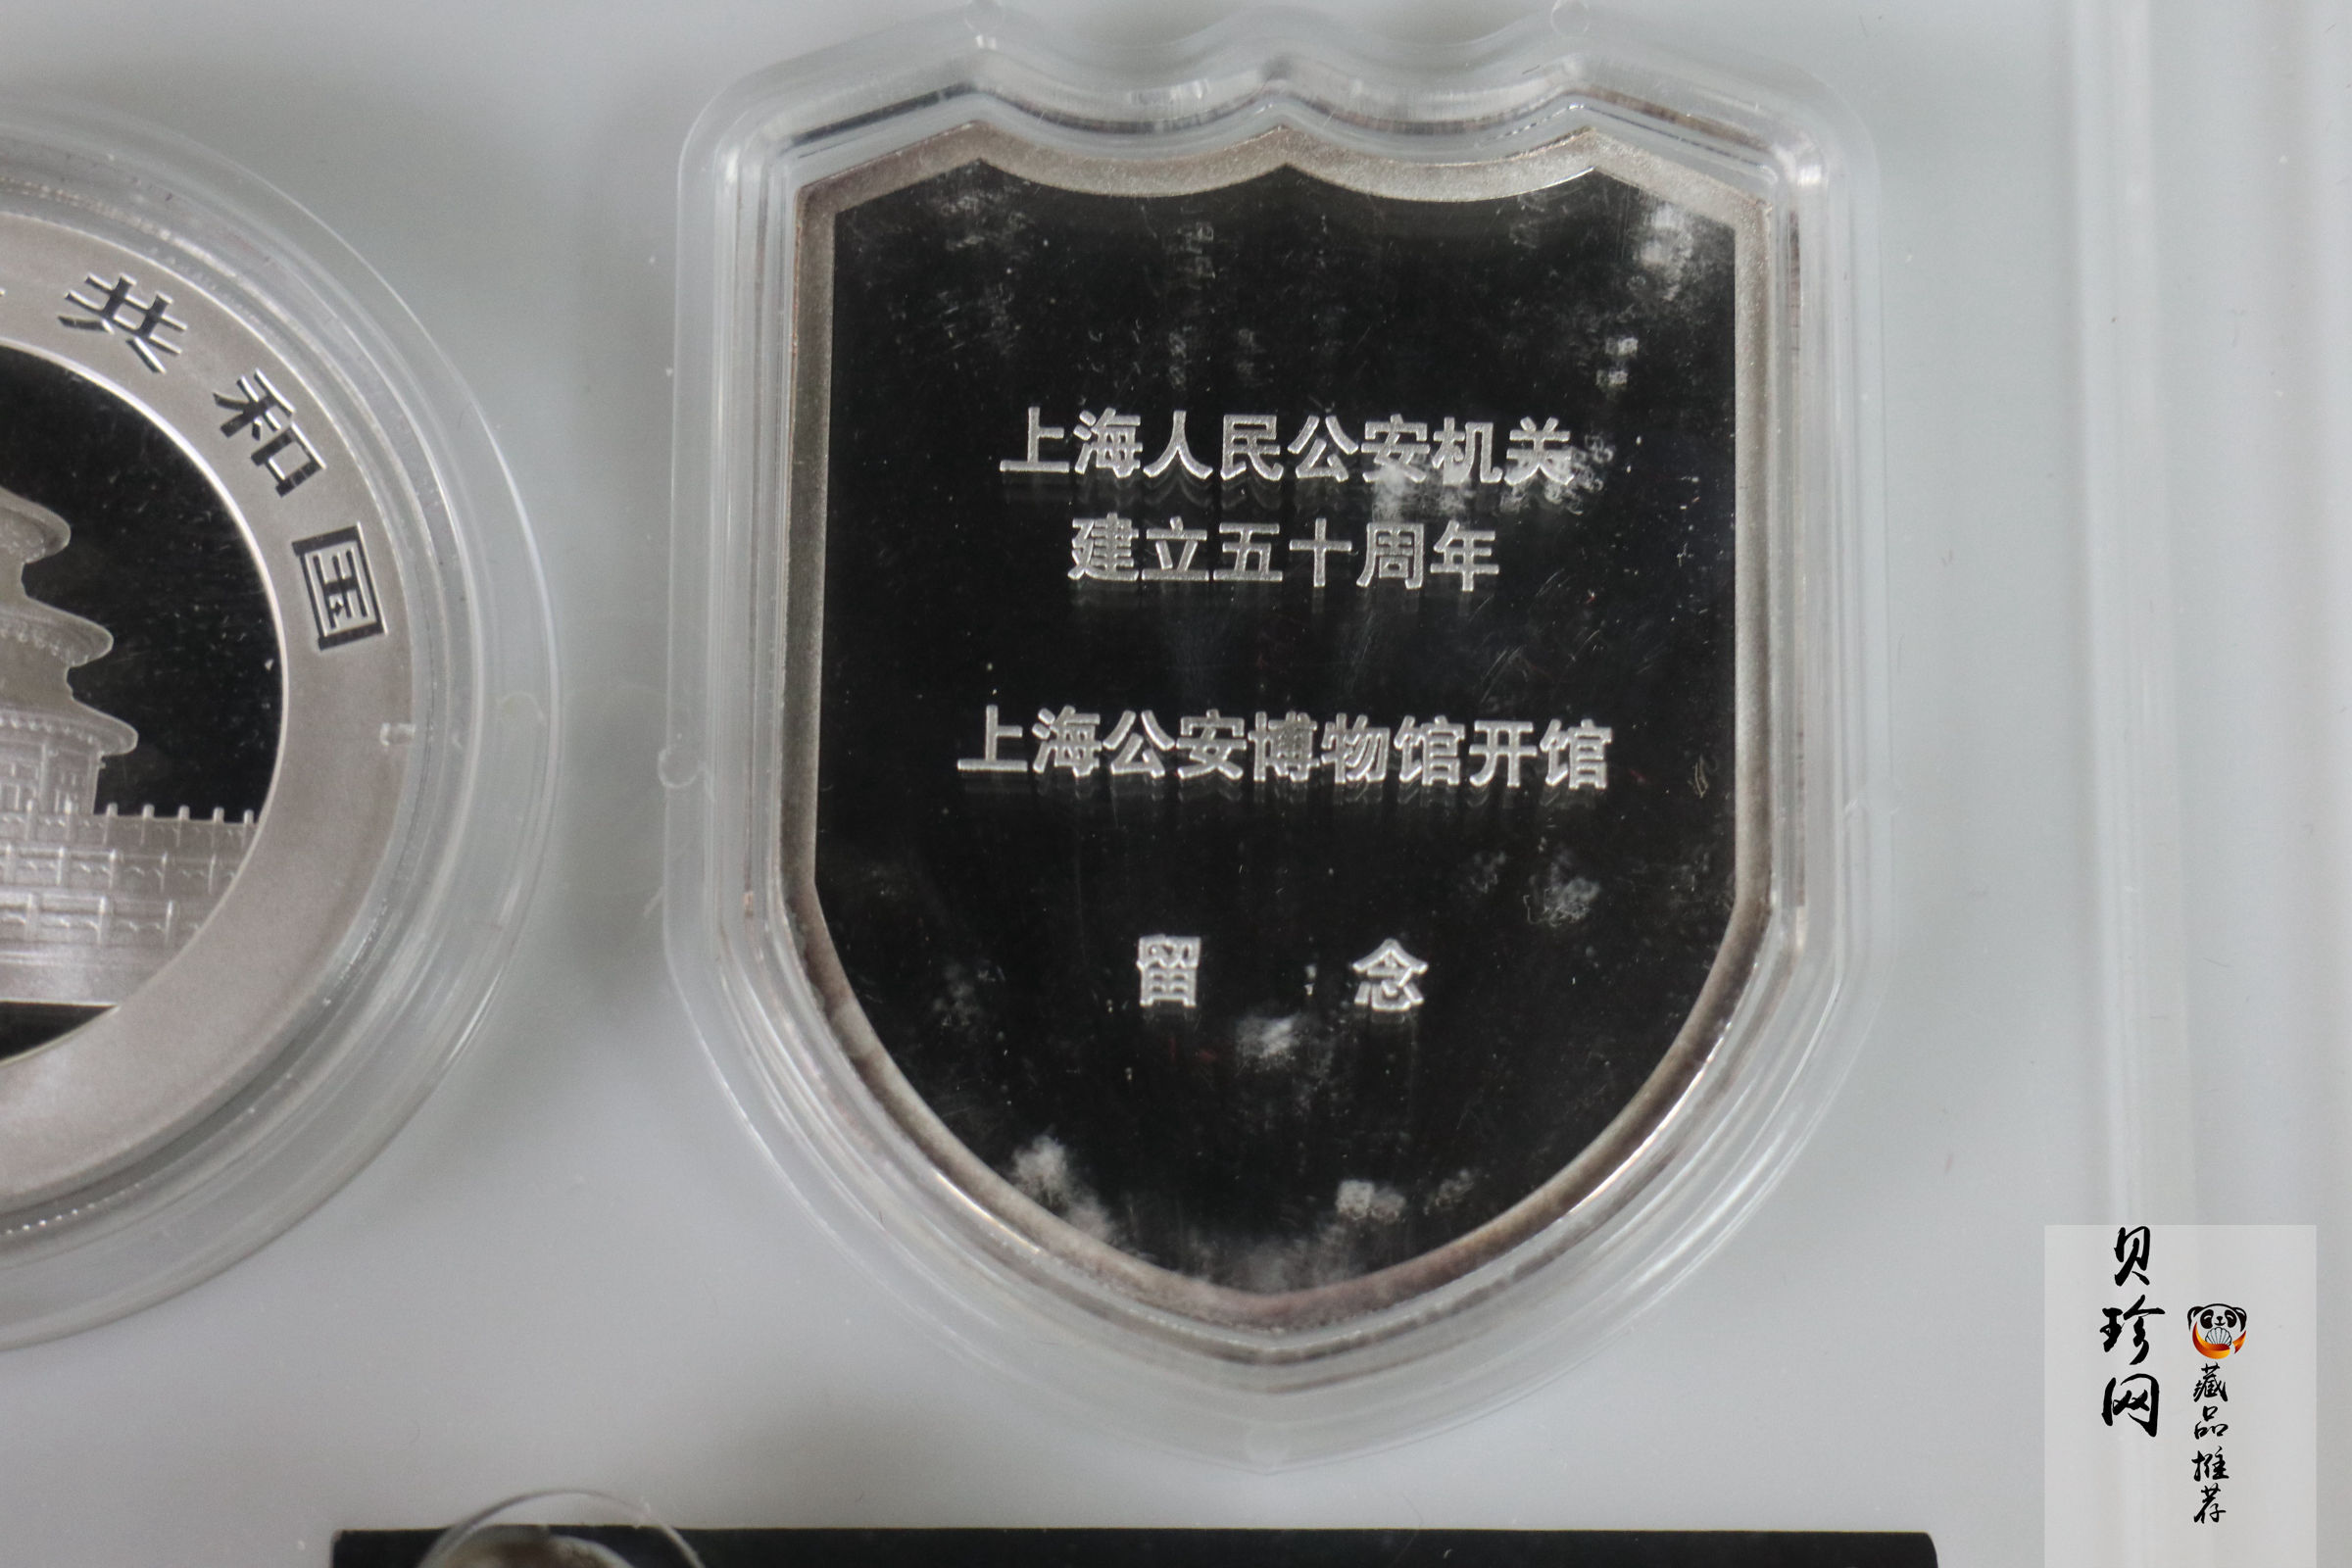 共和国
上海人民公安机关
建立五十周年
上海公安博物馆开馆
留 念
贝珍网
藏品推荐